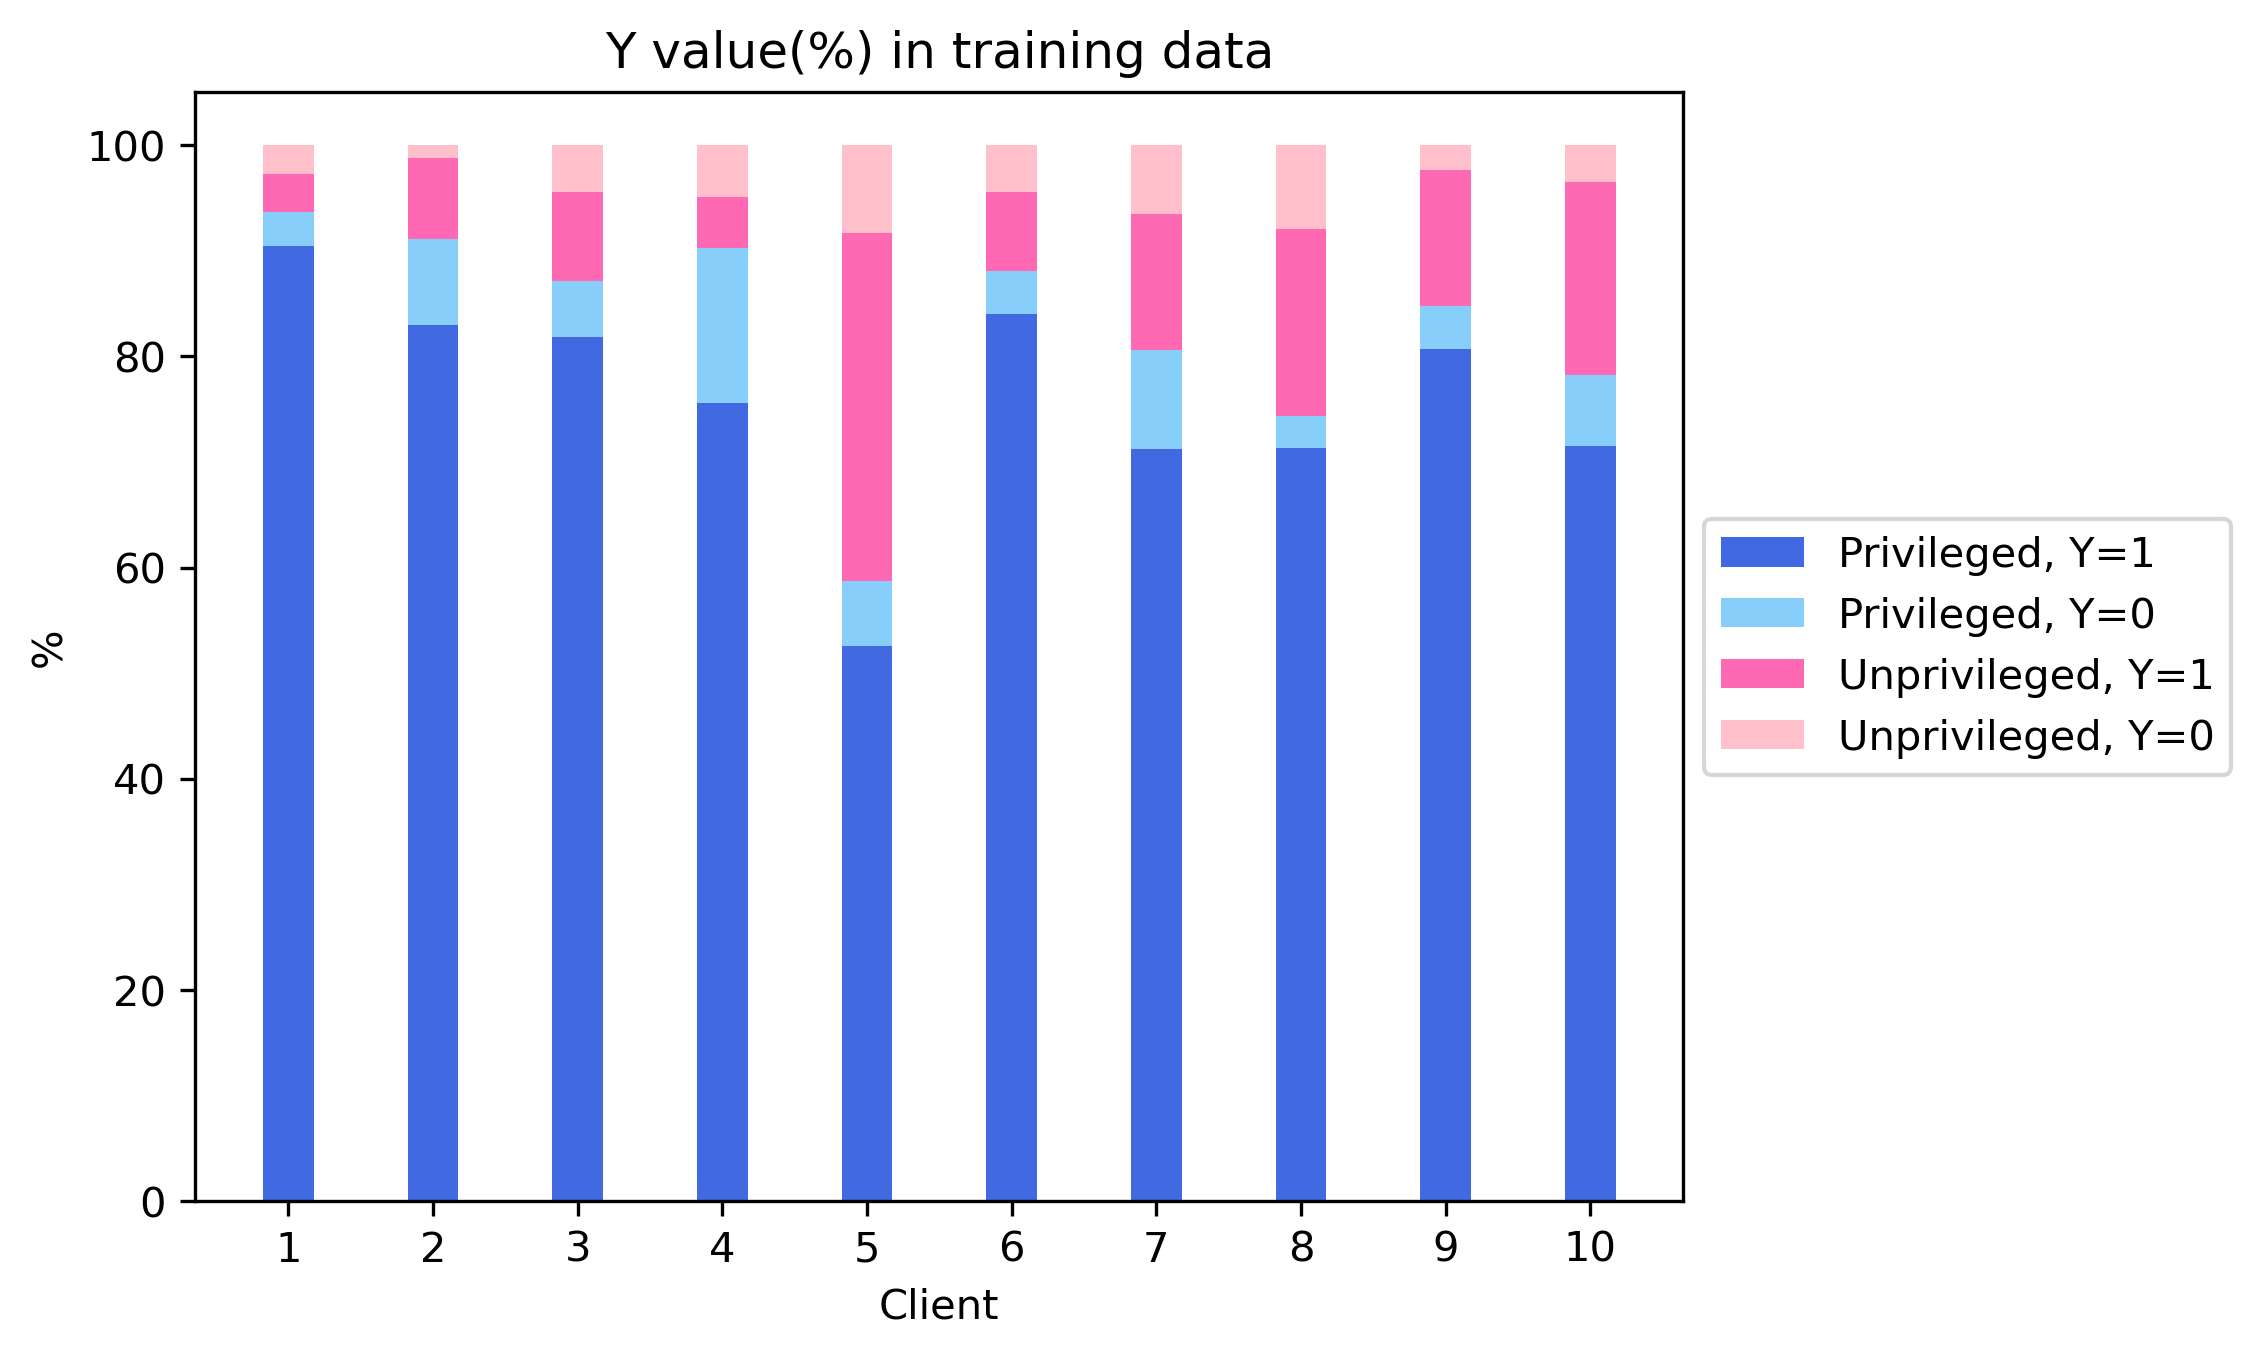 Y value(%) in training data
100
80
60
40
20
0
%
1 2 3 4 5 6 7 8 9 10
Client
Privileged, Y=1
Privileged, Y=0
Unprivileged, Y=1
Unprivileged, Y=0